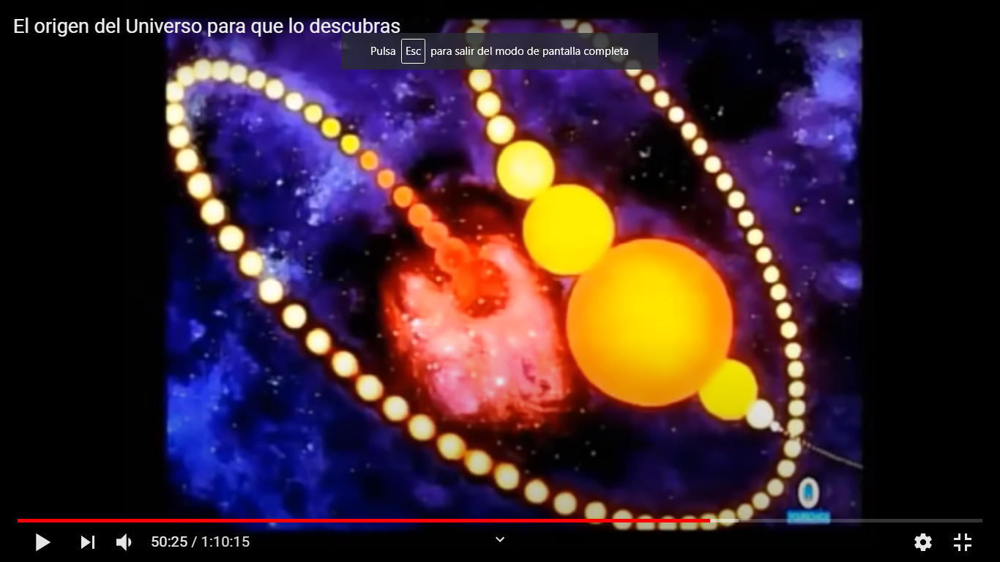 El origen del Universo para que lo descubras
Pulsa Esc para salir del modo de pantalla completa
50:25 / 1:10:15